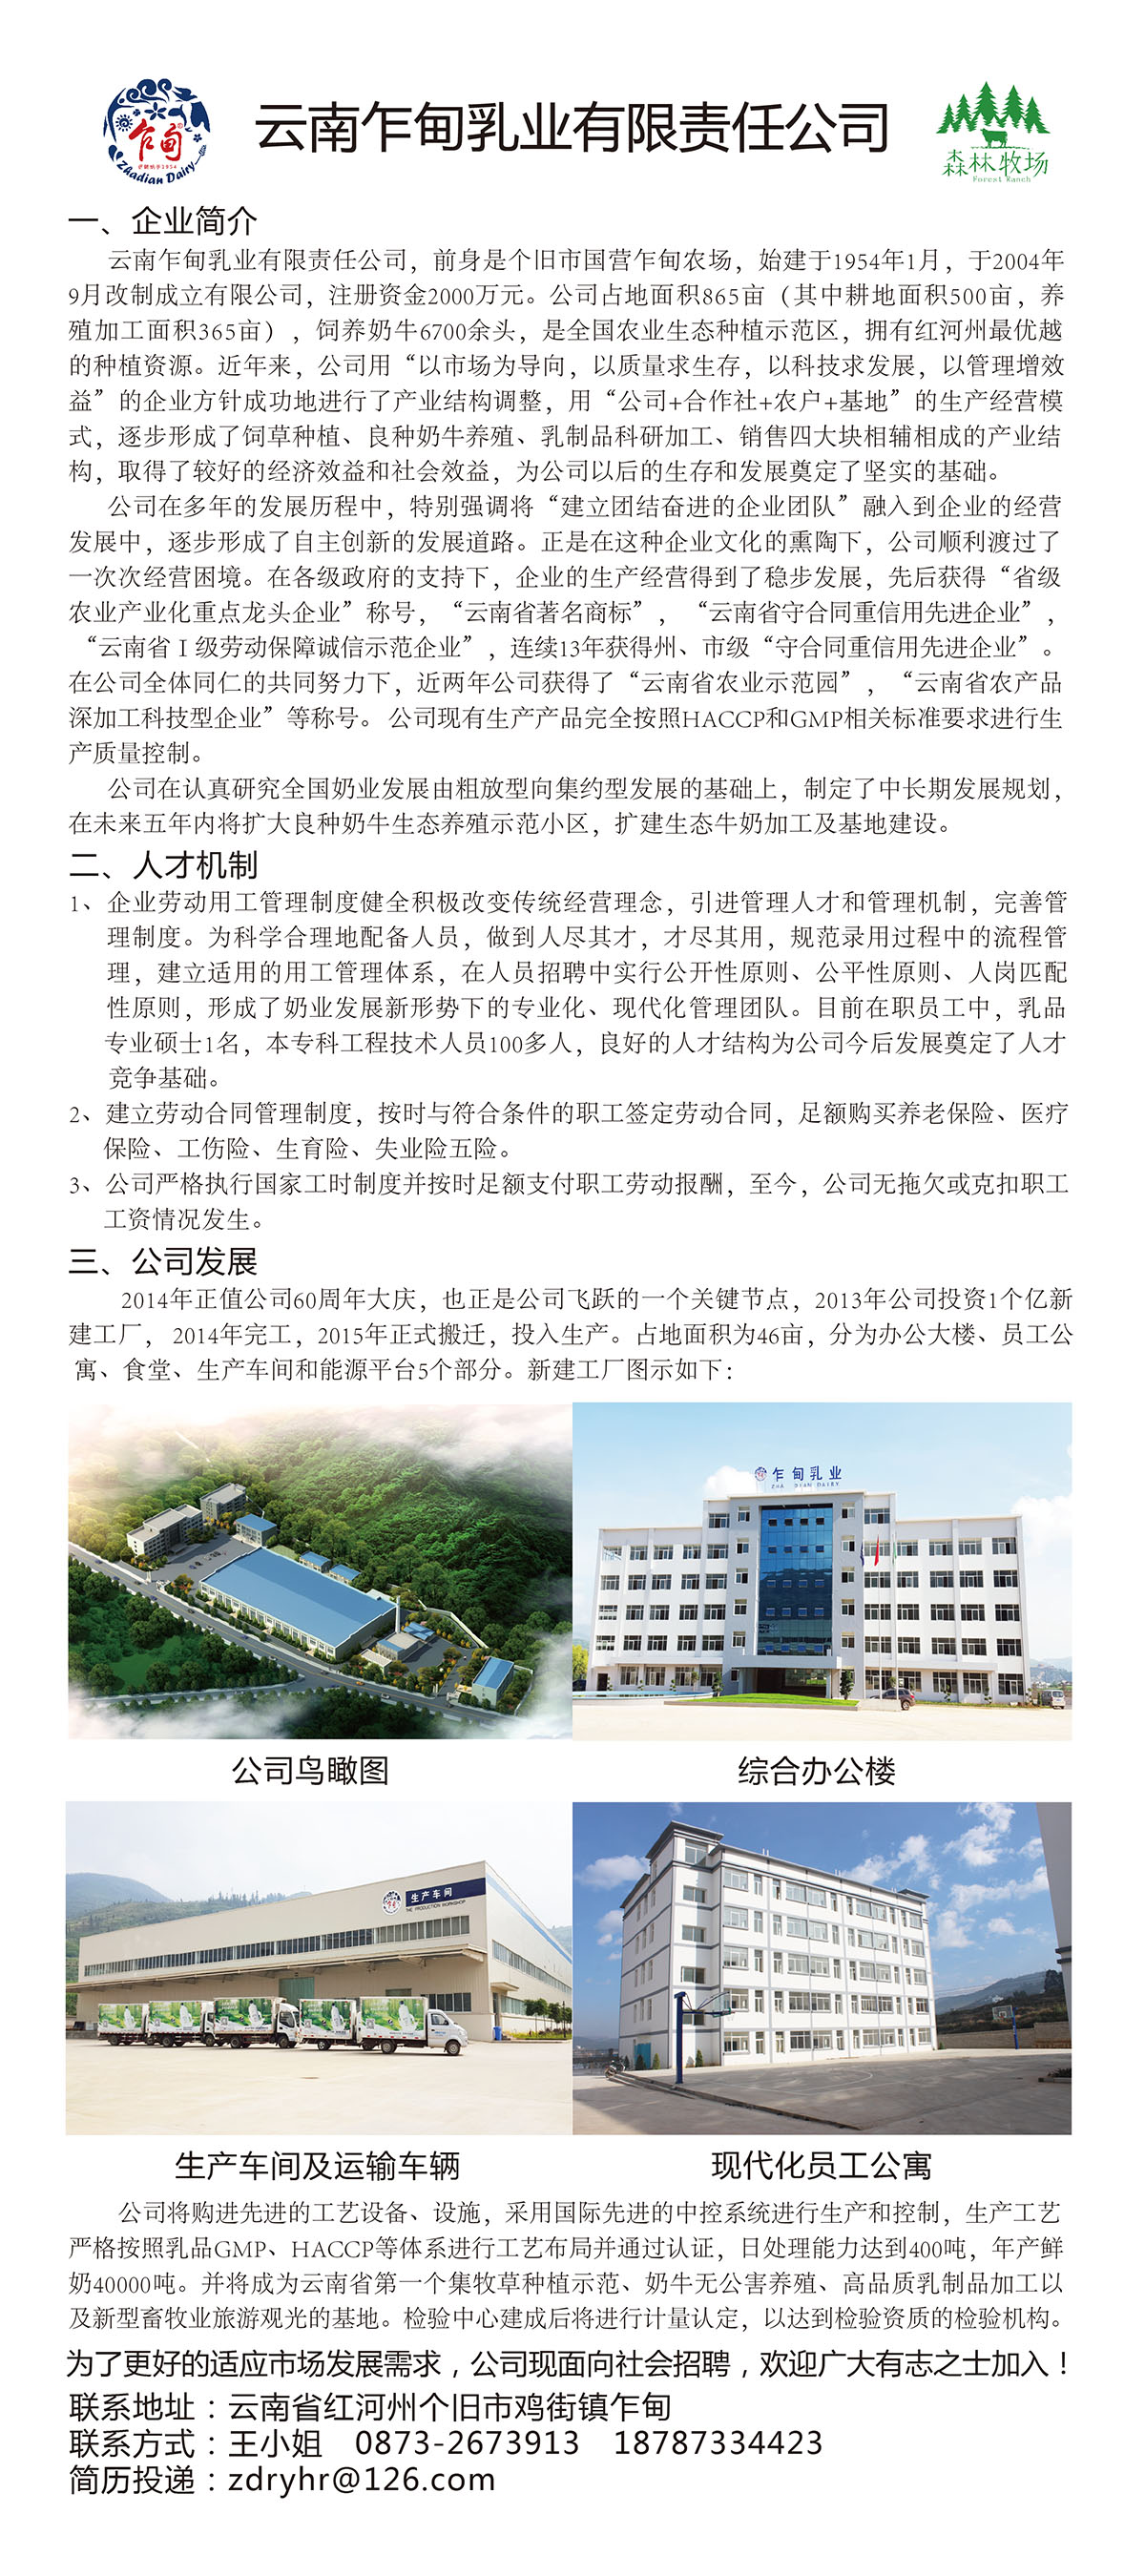 乍甸
始创于1954
Zhadian Dairy
云南乍甸乳业有限责任公司
森林牧场
Forest Ranch
一、企业简介
云南乍甸乳业有限责任公司，前身是个旧市国营乍甸农场，始建于1954年1月，于2004年
9月改制成立有限公司，注册资金2000万元。公司占地面积865亩（其中耕地面积500亩，养
殖加工面积365亩），饲养奶牛6700余头，是全国农业生态种植示范区，拥有红河州最优越
的种植资源。近年来，公司用“以市场为导向，以质量求生存，以科技求发展，以管理增效
益”的企业方针成功地进行了产业结构调整，用“公司+合作社+农户+基地”的生产经营模
式，逐步形成了饲草种植、良种奶牛养殖、乳制品科研加工、销售四大块相辅相成的产业结
构，取得了较好的经济效益和社会效益，为公司以后的生存和发展奠定了坚实的基础。
公司在多年的发展历程中，特别强调将“建立团结奋进的企业团队”融入到企业的经营
发展中，逐步形成了自主创新的发展道路。正是在这种企业文化的熏陶下，公司顺利渡过了
一次次经营困境。在各级政府的支持下，企业的生产经营得到了稳步发展，先后获得“省级
农业产业化重点龙头企业”称号，“云南省著名商标”，“云南省守合同重信用先进企业”，
“云南省Ⅰ级劳动保障诚信示范企业”，连续13年获得州、市级“守合同重信用先进企业”。
在公司全体同仁的共同努力下，近两年公司获得了“云南省农业示范园”，“云南省农产品
深加工科技型企业”等称号。 公司现有生产产品完全按照HACCP和GMP相关标准要求进行生
产质量控制。
公司在认真研究全国奶业发展由粗放型向集约型发展的基础上，制定了中长期发展规划，
在未来五年内将扩大良种奶牛生态养殖示范小区，扩建生态牛奶加工及基地建设。
二、人才机制
1、企业劳动用工管理制度健全积极改变传统经营理念，引进管理人才和管理机制，完善管
理制度。为科学合理地配备人员，做到人尽其才，才尽其用，规范录用过程中的流程管
理，建立适用的用工管理体系，在人员招聘中实行公开性原则、公平性原则、人岗匹配
性原则，形成了奶业发展新形势下的专业化、现代化管理团队。目前在职员工中，乳品
专业硕士1名，本专科工程技术人员100多人，良好的人才结构为公司今后发展奠定了人才
竞争基础。
2、建立劳动合同管理制度，按时与符合条件的职工签定劳动合同，足额购买养老保险、医疗
保险、工伤险、生育险、失业险五险。
3、公司严格执行国家工时制度并按时足额支付职工劳动报酬，至今，公司无拖欠或克扣职工
工资情况发生。
三、公司发展
2014年正值公司60周年大庆，也正是公司飞跃的一个关键节点，2013年公司投资1个亿新
建工厂， 2014年完工，2015年正式搬迁，投入生产。占地面积为46亩，分为办公大楼、员工公
寓、食堂、生产车间和能源平台5个部分。新建工厂图示如下：
乍甸乳业
ZHA DIAN DAIRY
公司鸟瞰图
综合办公楼
生产车间
THE PRODUCTION WORKSHOP
生产车间及运输车辆
现代化员工公寓
公司将购进先进的工艺设备、设施，采用国际先进的中控系统进行生产和控制，生产工艺
严格按照乳品GMP、HACCP等体系进行工艺布局并通过认证，日处理能力达到400吨，年产鲜
奶40000吨。并将成为云南省第一个集牧草种植示范、奶牛无公害养殖、高品质乳制品加工以
及新型畜牧业旅游观光的基地。检验中心建成后将进行计量认定，以达到检验资质的检验机构。
为了更好的适应市场发展需求，公司现面向社会招聘，欢迎广大有志之士加入！
联系地址：云南省红河州个旧市鸡街镇乍甸
联系方式：王小姐 0873-2673913 18787334423
简历投递：zdryhr@126.com